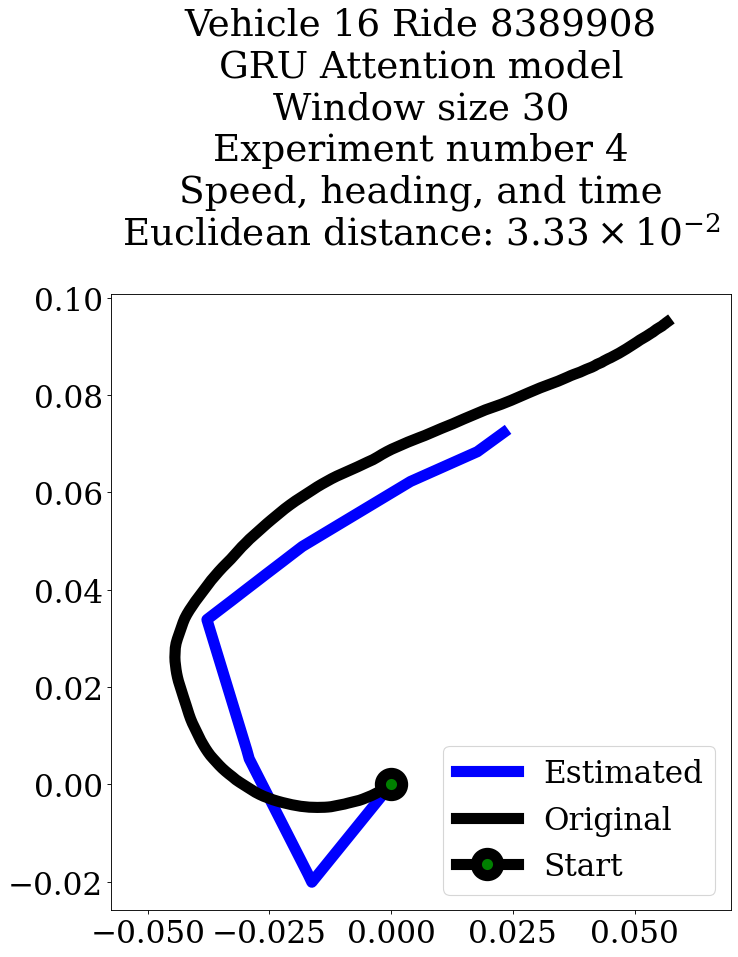 Vehicle 16 Ride 8389908
GRU Attention model
Window size 30
Experiment number 4
Speed, heading, and time
Euclidean distance: 3.33 × 10⁻²
0.10
0.08
0.06
0.04
0.02
0.00
−0.02
Estimated
Original
Start
−0.050 −0.025 0.000 0.025 0.050